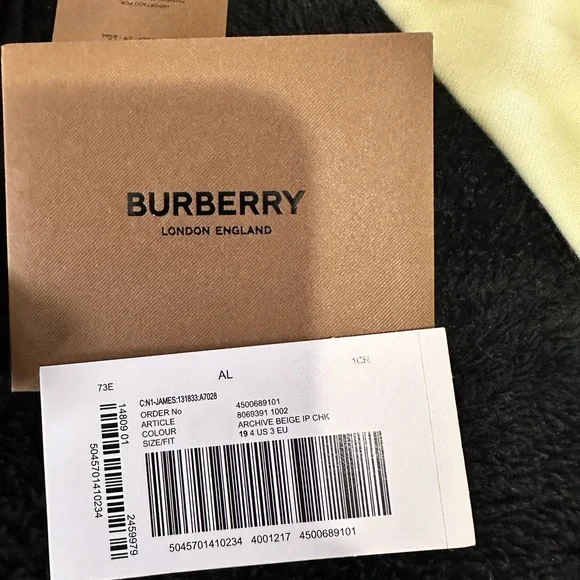 BURBERRY
LONDON ENGLAND
73E
AL
1CH
C:N1-JAMES:131833:A7028
ORDER No 4500689101
ARTICLE 8069391 1002
COLOUR ARCHIVE BEIGE IP CHK
SIZE/FIT 19 4 US 3 EU
14809 01 2459979
5045701410234
5045701410234 4001217 4500689101